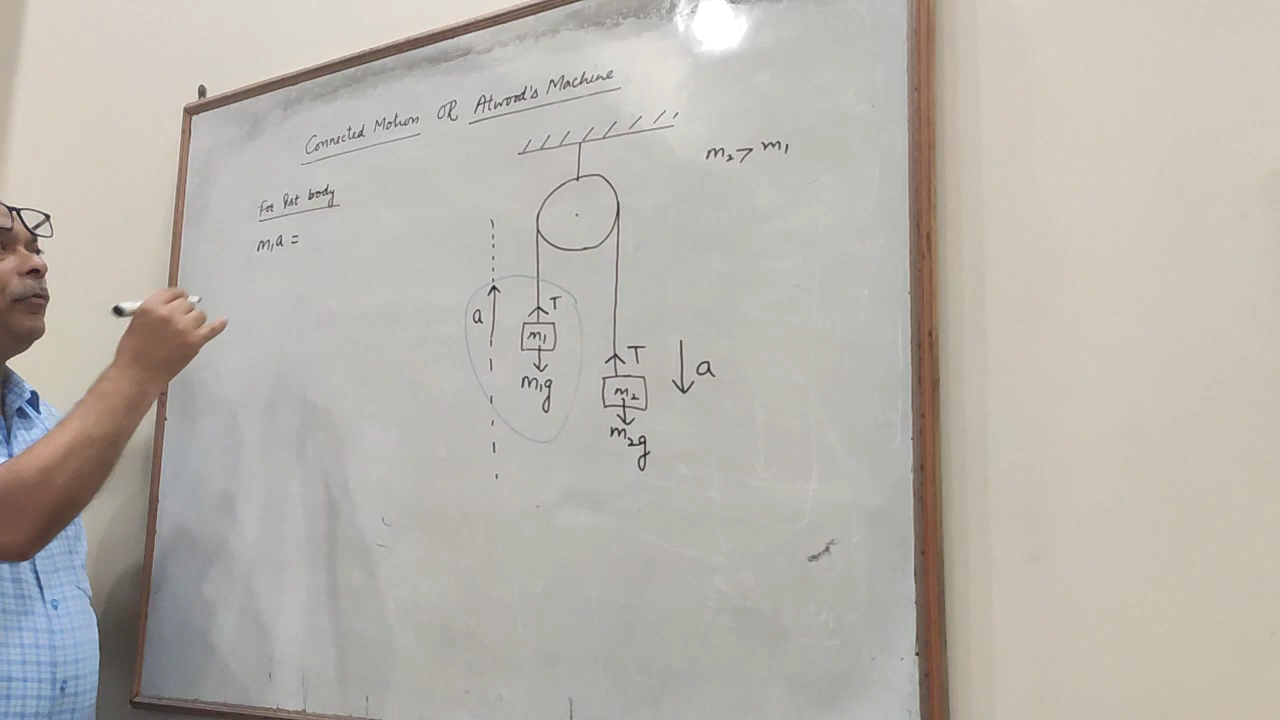 Connected Motion OR Atwood's Machine
m₂ > m₁
For 1st body
m₁a =
T
a
m₁
m₁g
T
a
m₂
m₂g